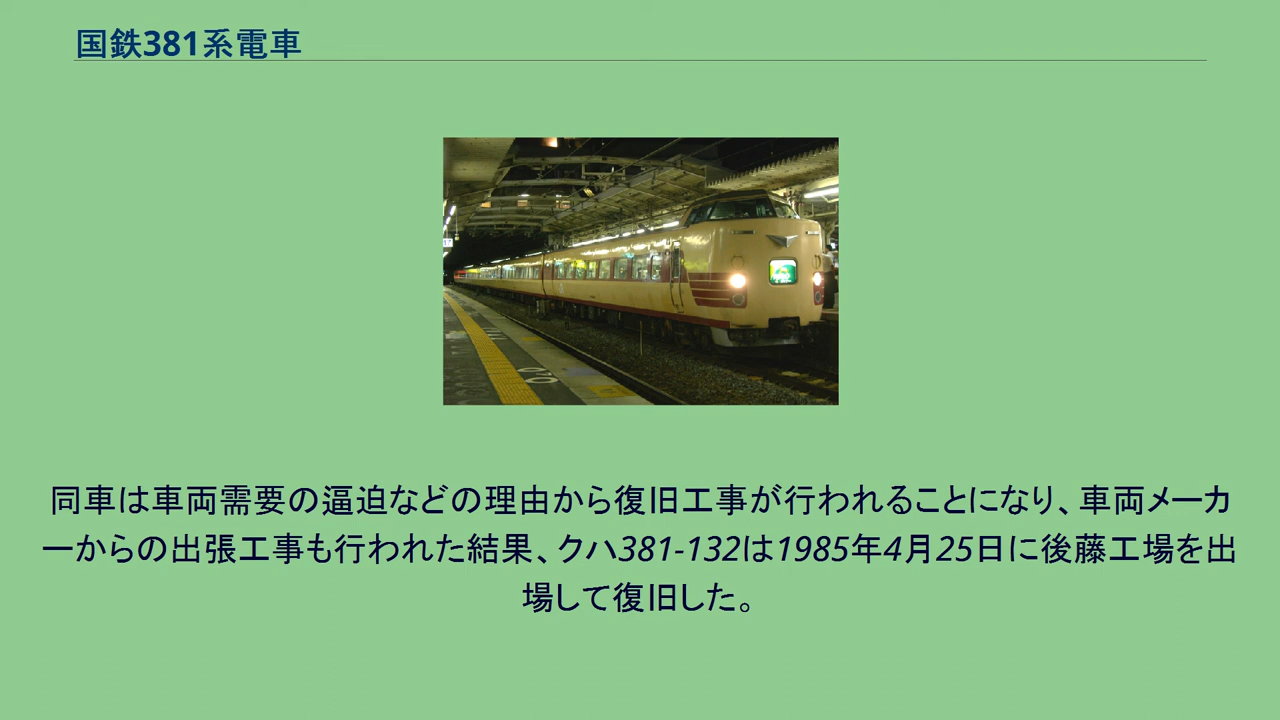 国鉄381系電車
同車は車両需要の逼迫などの理由から復旧工事が行われることになり、車両メーカ
ーからの出張工事も行われた結果、クハ381-132は1985年4月25日に後藤工場を出
場して復旧した。